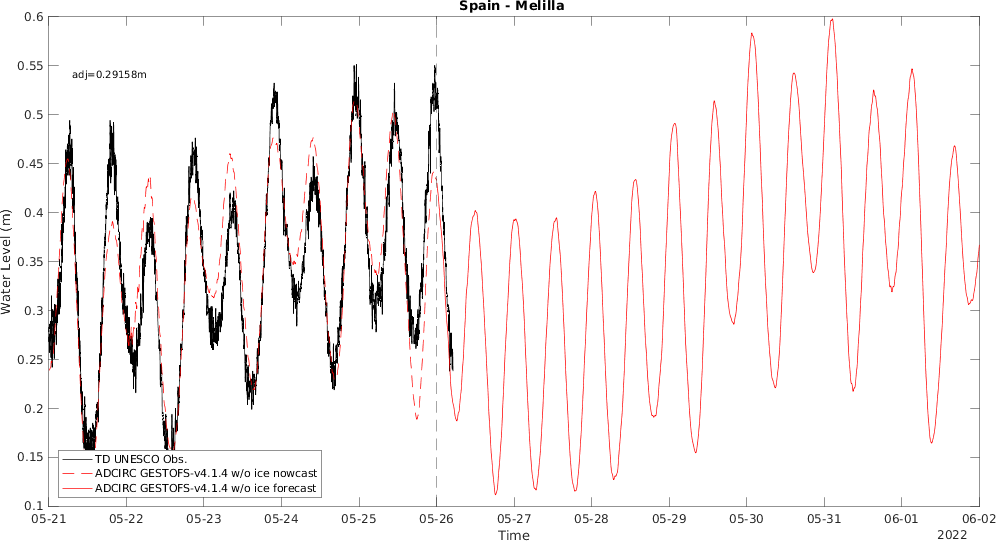 Spain - Melilla
adj=0.29158m
Water Level (m)
0.6
0.55
0.5
0.45
0.4
0.35
0.3
0.25
0.2
0.15
0.1
TD UNESCO Obs.
ADCIRC GESTOFS-v4.1.4 w/o ice nowcast
ADCIRC GESTOFS-v4.1.4 w/o ice forecast
05-21 05-22 05-23 05-24 05-25 05-26 05-27 05-28 05-29 05-30 05-31 06-01 06-02
Time
2022